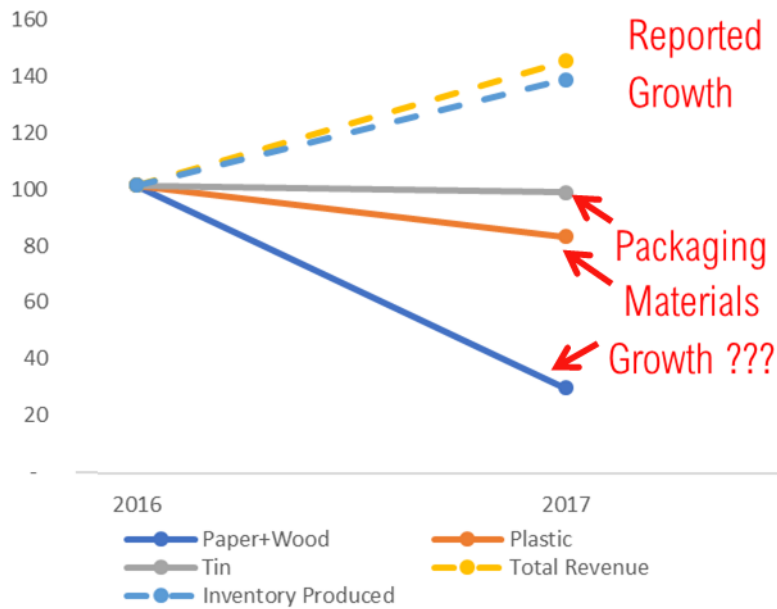 160
140
120
100
80
60
40
20
-
Reported
Growth
Packaging
Materials
Growth ???
2016 2017
Paper+Wood Plastic
Tin Total Revenue
Inventory Produced